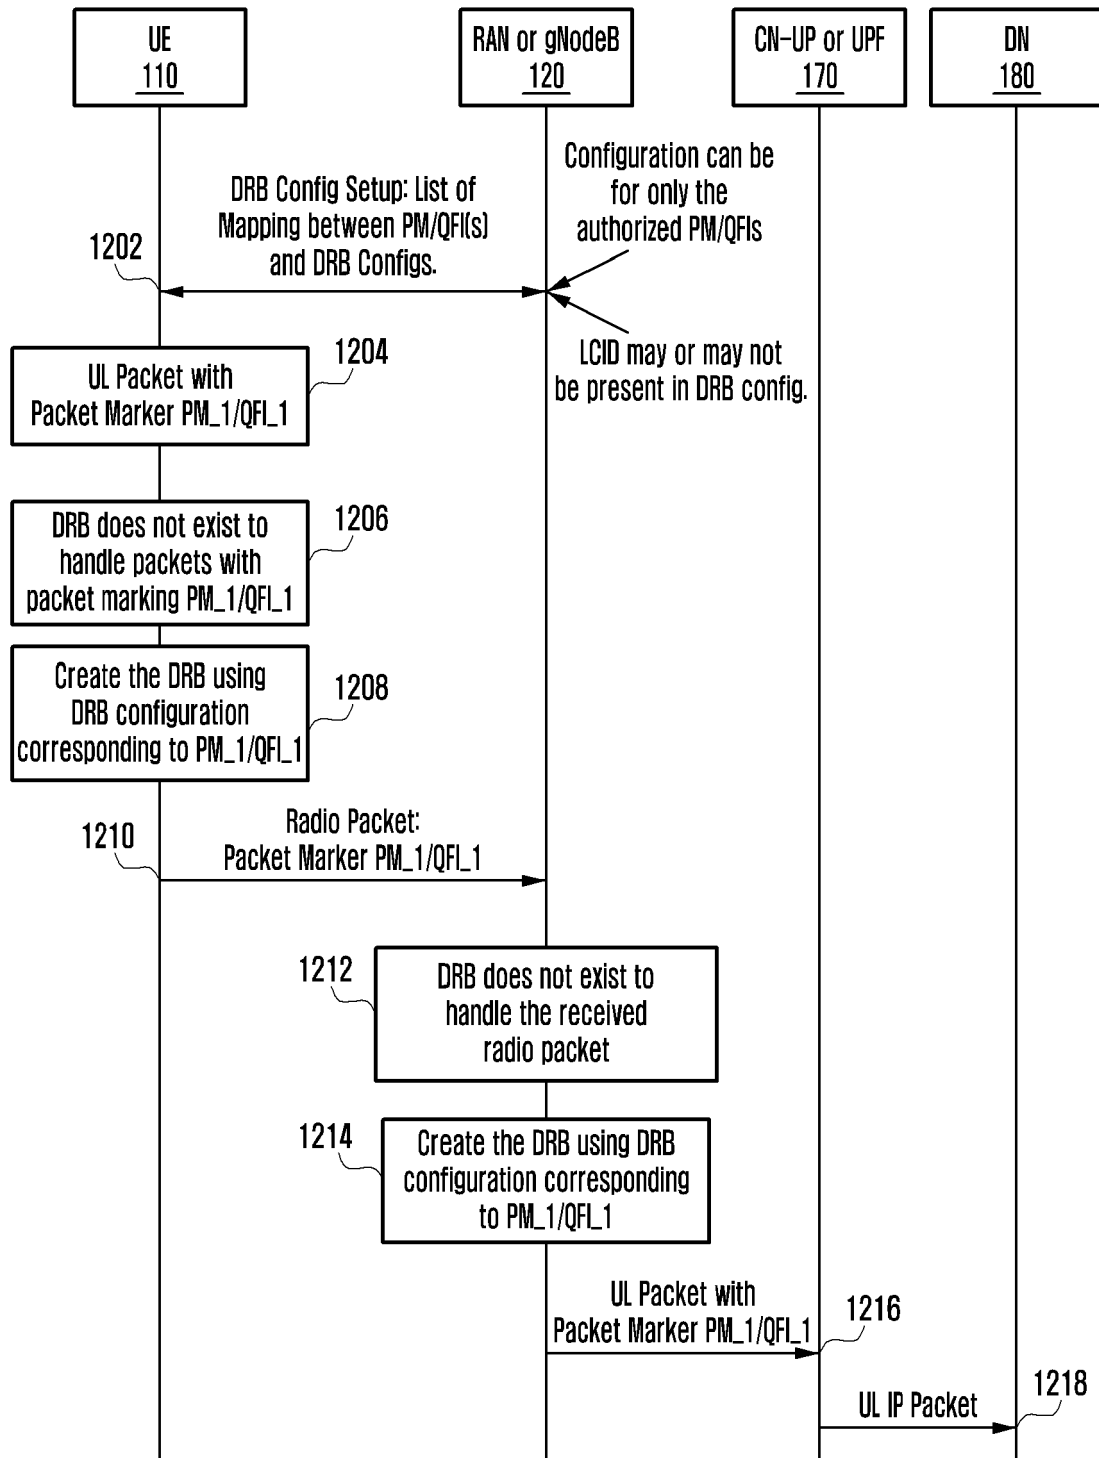 UE
110
RAN or gNodeB
120
CN-UP or UPF
170
DN
180
DRB Config Setup: List of
Mapping between PM/QFI(s)
and DRB Configs.
1202
Configuration can be
for only the
authorized PM/QFIs
LCID may or may not
be present in DRB config.
1204
UL Packet with
Packet Marker PM_1/QFI_1
1206
DRB does not exist to
handle packets with
packet marking PM_1/QFI_1
1208
Create the DRB using
DRB configuration
corresponding to PM_1/QFI_1
1210
Radio Packet:
Packet Marker PM_1/QFI_1
1212
DRB does not exist to
handle the received
radio packet
1214
Create the DRB using DRB
configuration corresponding
to PM_1/QFI_1
UL Packet with
Packet Marker PM_1/QFI_1
1216
UL IP Packet
1218